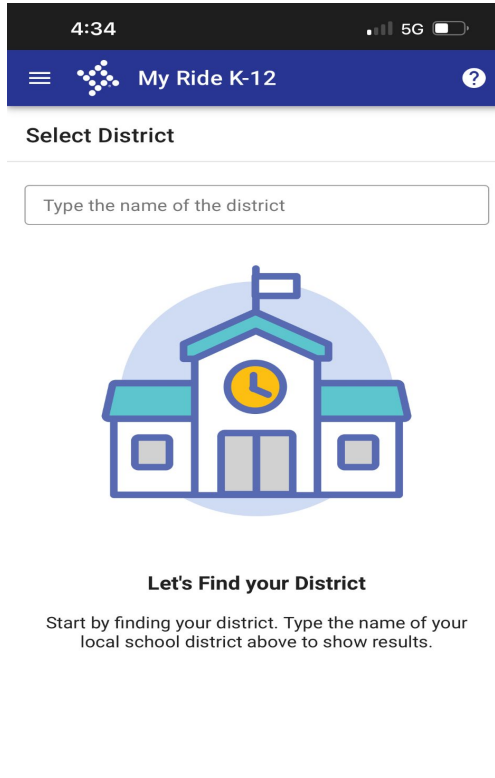 4:34 5G
My Ride K-12 ?
Select District
Type the name of the district
Let's Find your District
Start by finding your district. Type the name of your
local school district above to show results.